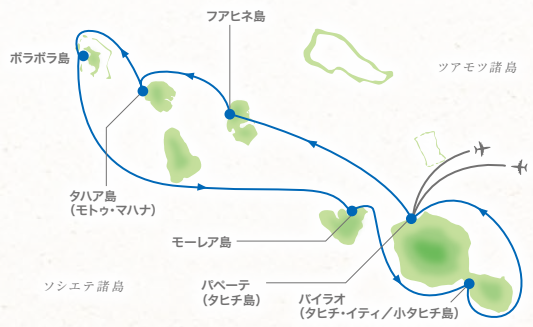 フアヒネ島
ボラボラ島
ツアモツ諸島
タハア島
(モトゥ・マハナ)
モーレア島
ソシエテ諸島
パペーテ
(タヒチ島)
バイラオ
(タヒチ・イティ/小タヒチ島)